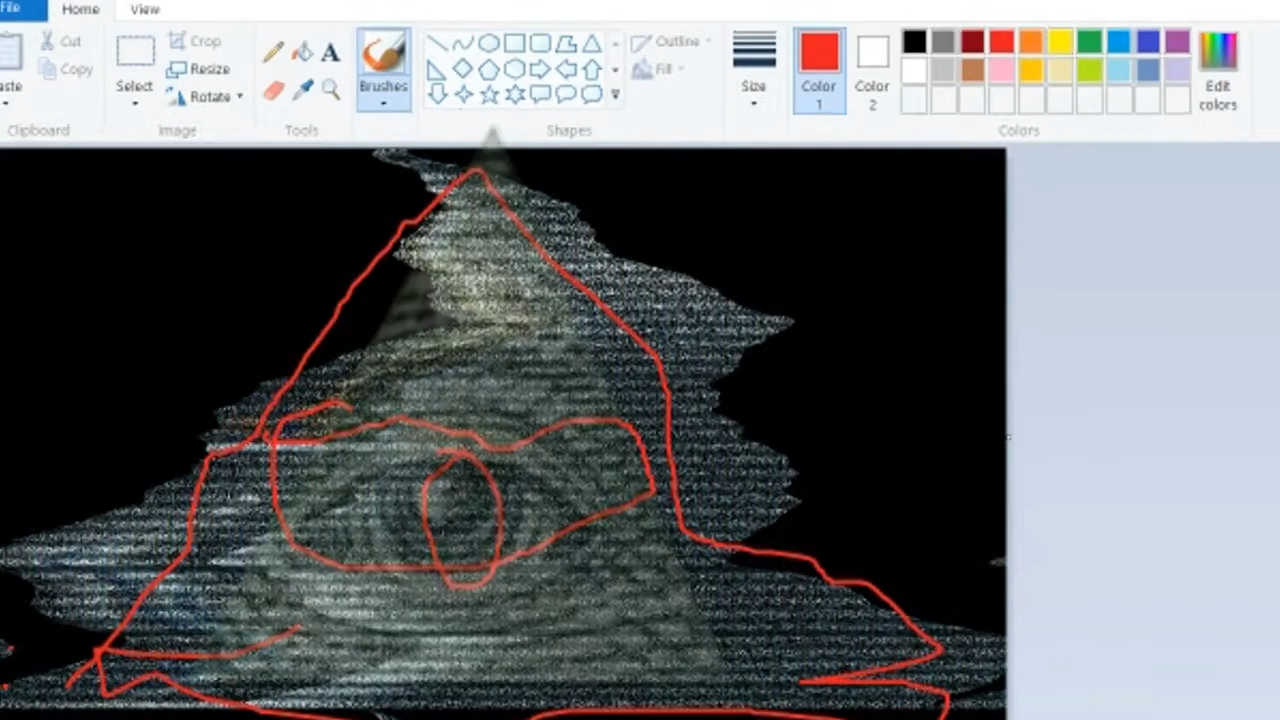 File Home View
Cut Crop Outline
Copy Resize Fill
aste Select Rotate Brushes Size Color 1 Color 2 Edit colors
Clipboard Image Tools Shapes Colors